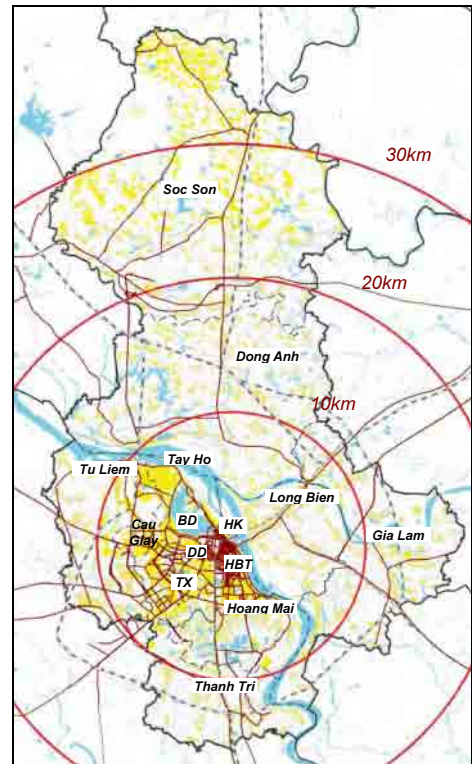 30km
Soc Son
20km
Dong Anh
10km
Tay Ho
Tu Liem
Long Bien
BD
HK
Cau
Giay
Gia Lam
DD
HBT
TX
Hoang Mai
Thanh Tri